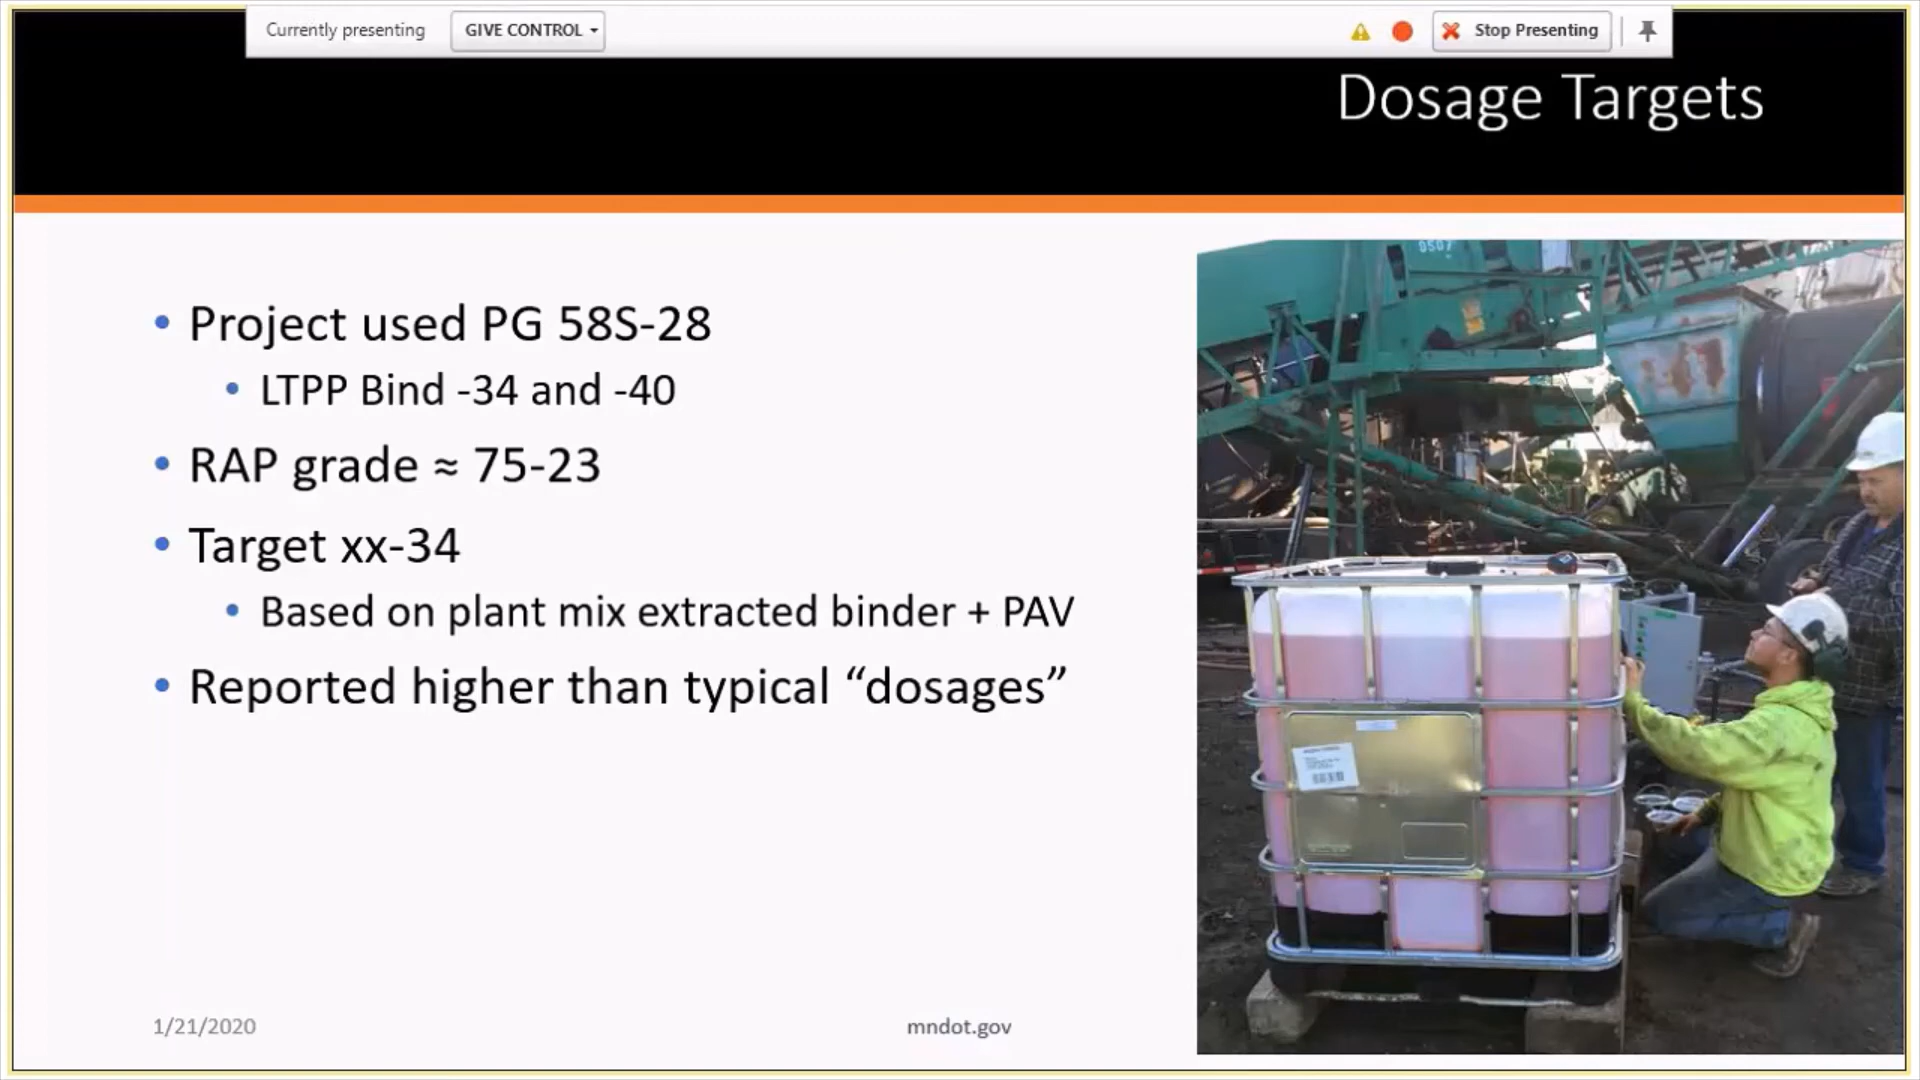 Currently presenting
GIVE CONTROL
Stop Presenting
Dosage Targets
0507
• Project used PG 58S-28
• LTPP Bind -34 and -40
• RAP grade ≈ 75-23
• Target xx-34
• Based on plant mix extracted binder + PAV
• Reported higher than typical “dosages”
1/21/2020
mndot.gov